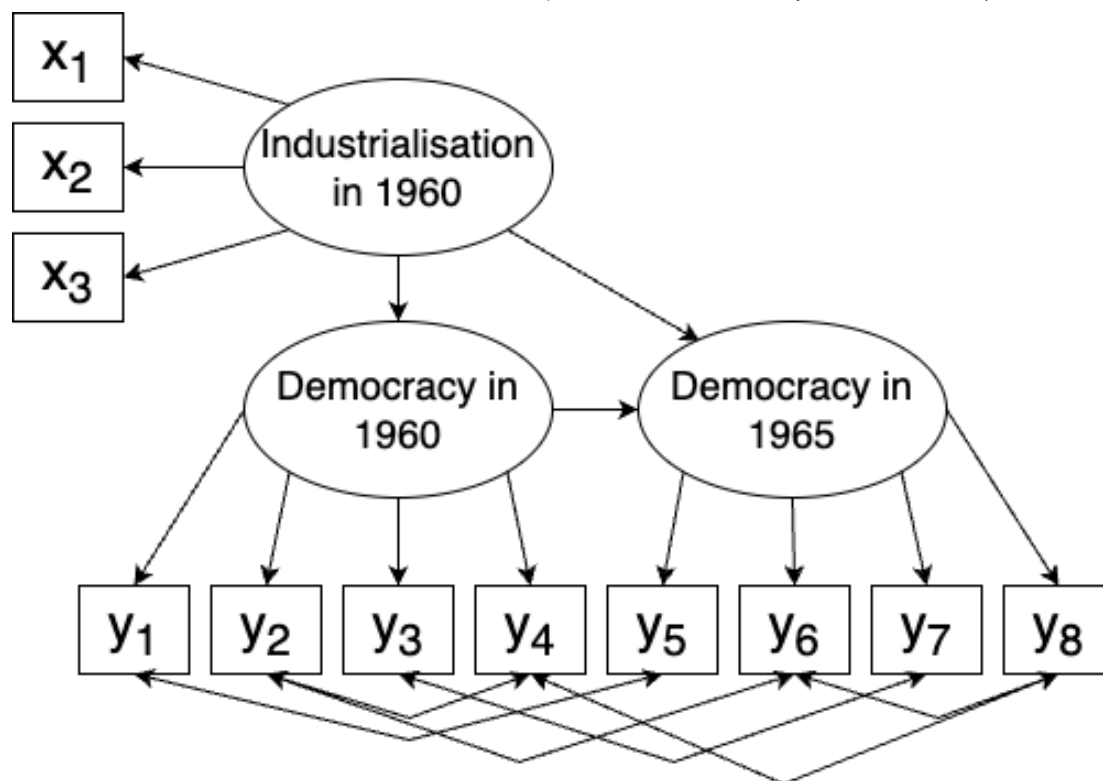 x₁
Industrialisation
in 1960
x₂
x₃
Democracy in
1960
Democracy in
1965
y₁ y₂ y₃ y₄ y₅ y₆ y₇ y₈